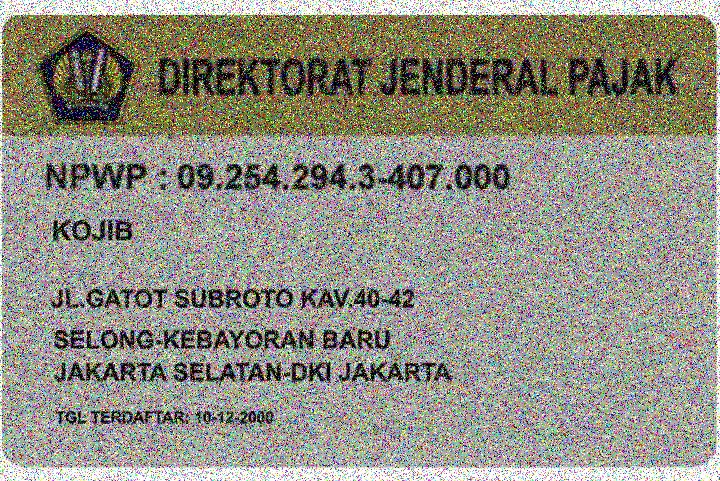 DIREKTORAT JENDERAL PAJAK
NPWP : 09.254.294.3-407.000
KOJIB
JL.GATOT SUBROTO KAV.40-42
SELONG-KEBAYORAN BARU
JAKARTA SELATAN-DKI JAKARTA
TGL TERDAFTAR: 10-12-2000